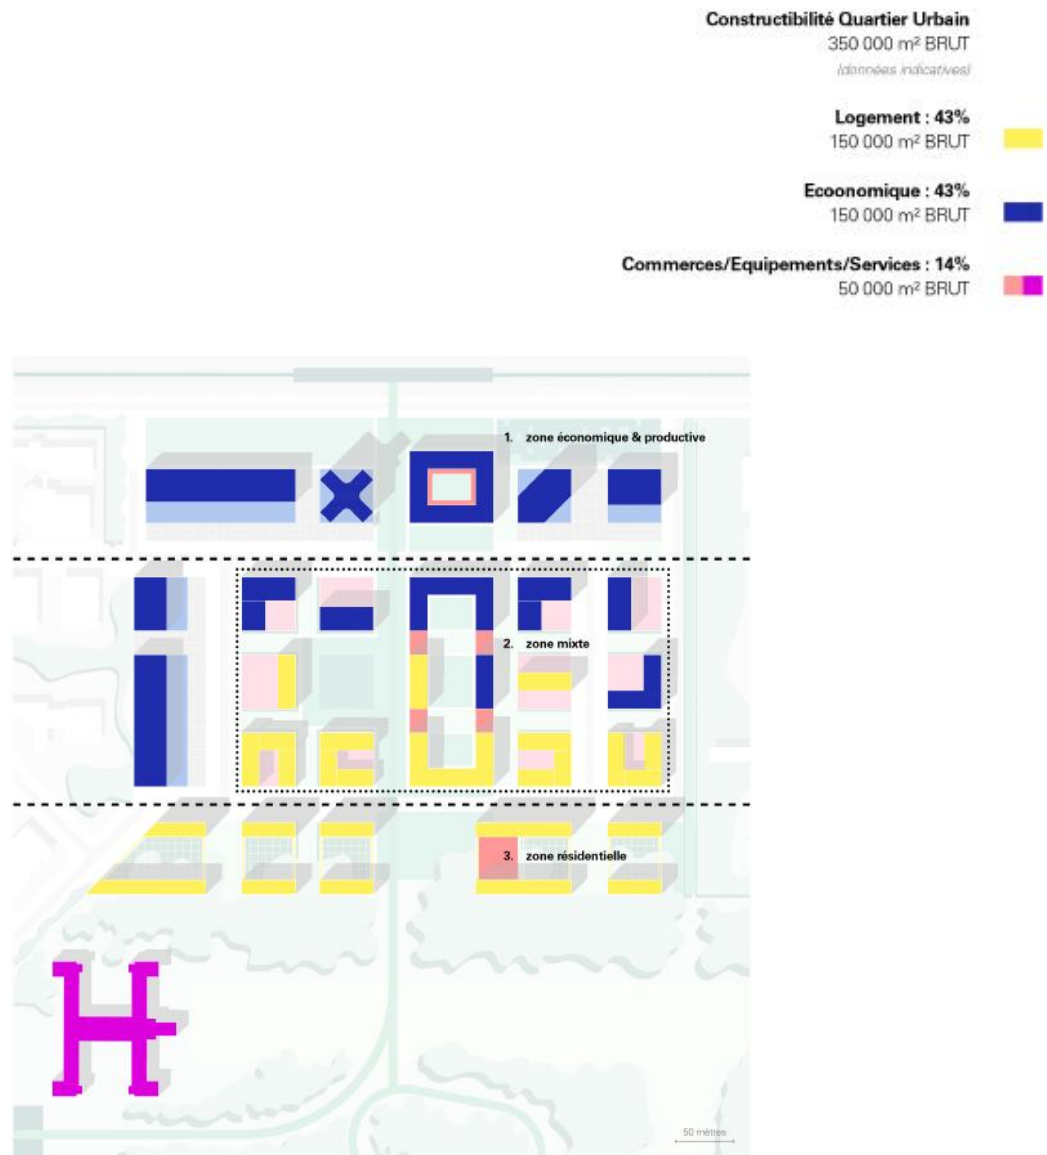 Constructibilité Quartier Urbain
350 000 m² BRUT
(données indicatives)
Logement : 43%
150 000 m² BRUT
Ecoonomique : 43%
150 000 m² BRUT
Commerces/Equipements/Services : 14%
50 000 m² BRUT
1. zone économique & productive
2. zone mixte
3. zone résidentielle
50 mètres